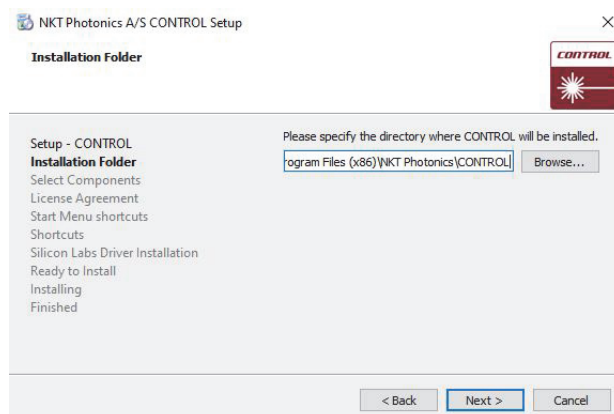 NKT Photonics A/S CONTROL Setup
Installation Folder
CONTROL
Setup - CONTROL
Installation Folder
Select Components
License Agreement
Start Menu shortcuts
Shortcuts
Silicon Labs Driver Installation
Ready to Install
Installing
Finished
Please specify the directory where CONTROL will be installed.
rogram Files (x86)\NKT Photonics\CONTROL
Browse...
< Back Next > Cancel